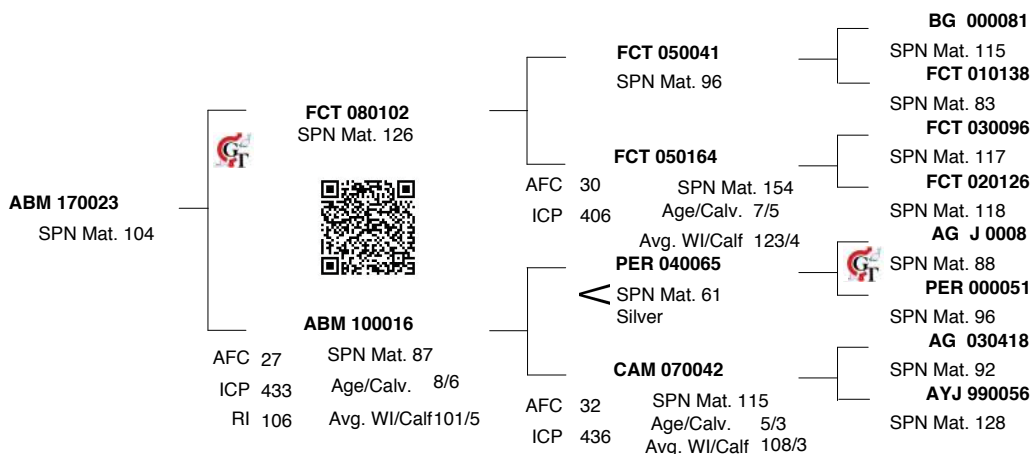 ABM 170023
SPN Mat. 104
GT
FCT 080102
SPN Mat. 126
ABM 100016
AFC 27 SPN Mat. 87
ICP 433 Age/Calv. 8/6
RI 106 Avg. WI/Calf 101/5
FCT 050041
SPN Mat. 96
FCT 050164
AFC 30 SPN Mat. 154
ICP 406 Age/Calv. 7/5
Avg. WI/Calf 123/4
PER 040065
SPN Mat. 61
Silver
CAM 070042
AFC 32 SPN Mat. 115
ICP 436 Age/Calv. 5/3
Avg. WI/Calf 108/3
BG 000081
SPN Mat. 115
FCT 010138
SPN Mat. 83
FCT 030096
SPN Mat. 117
FCT 020126
SPN Mat. 118
AG J 0008
GT
SPN Mat. 88
PER 000051
SPN Mat. 96
AG 030418
SPN Mat. 92
AYJ 990056
SPN Mat. 128